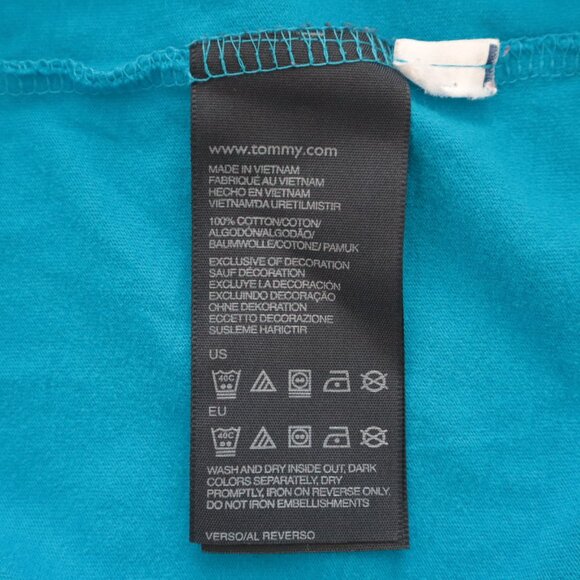 www.tommy.com
MADE IN VIETNAM
FABRIQUÉ AU VIETNAM
HECHO EN VIETNAM
VIETNAM'DA URETILMISTIR
100% COTTON/COTON/
ALGODÓN/ALGODÃO/
BAUMWOLLE/COTONE/ PAMUK
EXCLUSIVE OF DECORATION
SAUF DÉCORATION
EXCLUYE LA DECORACIÓN
EXCLUINDO DECORAÇÃO
OHNE DEKORATION
ECCETTO DECORAZIONE
SUSLEME HARICTIR
US
40C
EU
40C
WASH AND DRY INSIDE OUT, DARK
COLORS SEPARATELY, DRY
PROMPTLY, IRON ON REVERSE ONLY.
DO NOT IRON EMBELLISHMENTS
VERSO/AL REVERSO